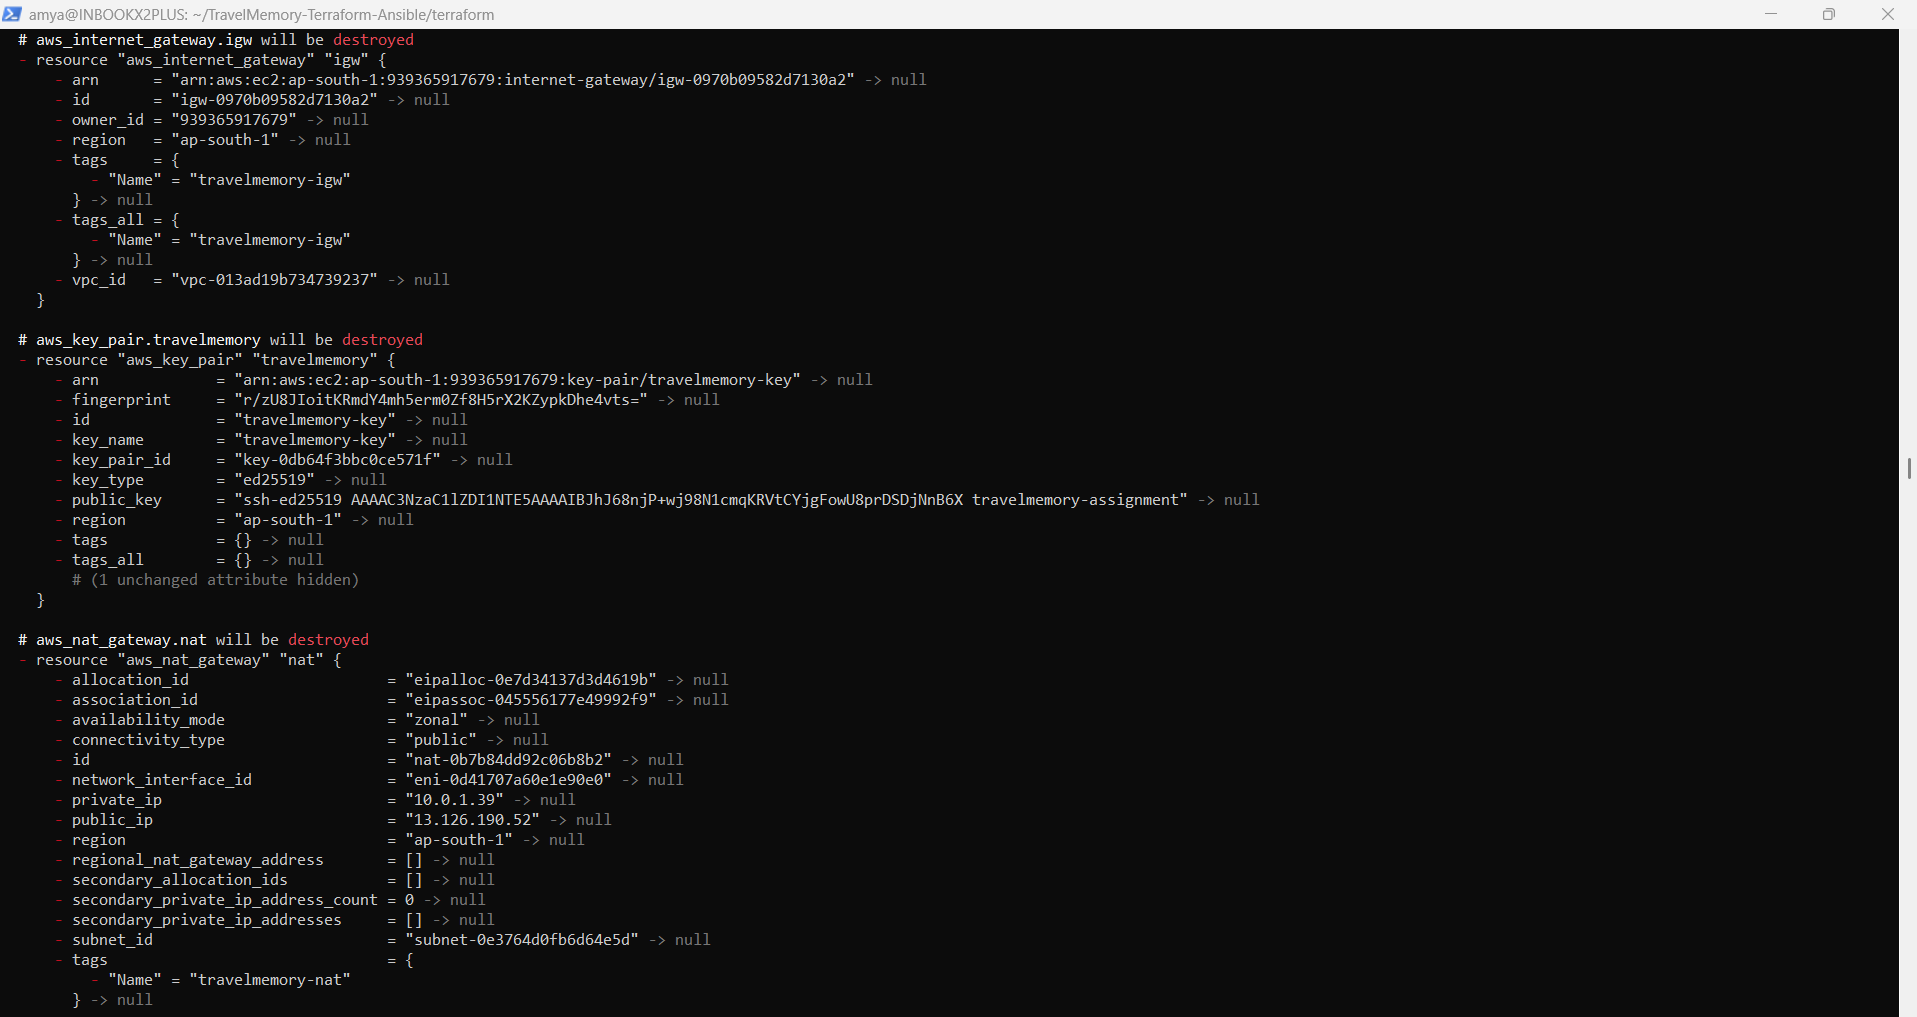 amya@INBOOKX2PLUS: ~/TravelMemory-Terraform-Ansible/terraform
# aws_internet_gateway.igw will be destroyed
- resource "aws_internet_gateway" "igw" {
- arn = "arn:aws:ec2:ap-south-1:939365917679:internet-gateway/igw-0970b09582d7130a2" -> null
- id = "igw-0970b09582d7130a2" -> null
- owner_id = "939365917679" -> null
- region = "ap-south-1" -> null
- tags = {
- "Name" = "travelmemory-igw"
} -> null
- tags_all = {
- "Name" = "travelmemory-igw"
} -> null
- vpc_id = "vpc-013ad19b734739237" -> null
}
# aws_key_pair.travelmemory will be destroyed
- resource "aws_key_pair" "travelmemory" {
- arn = "arn:aws:ec2:ap-south-1:939365917679:key-pair/travelmemory-key" -> null
- fingerprint = "r/zU8JIoitKRmdY4mh5erm0Zf8H5rX2KZypkDhe4vts=" -> null
- id = "travelmemory-key" -> null
- key_name = "travelmemory-key" -> null
- key_pair_id = "key-0db64f3bbc0ce571f" -> null
- key_type = "ed25519" -> null
- public_key = "ssh-ed25519 AAAAC3NzaC1lZDI1NTE5AAAAIBJhJ68njP+wj98N1cmqKRVtCYjgFowU8prDSDjNnB6X travelmemory-assignment" -> null
- region = "ap-south-1" -> null
- tags = {} -> null
- tags_all = {} -> null
# (1 unchanged attribute hidden)
}
# aws_nat_gateway.nat will be destroyed
- resource "aws_nat_gateway" "nat" {
- allocation_id = "eipalloc-0e7d34137d3d4619b" -> null
- association_id = "eipassoc-045556177e49992f9" -> null
- availability_mode = "zonal" -> null
- connectivity_type = "public" -> null
- id = "nat-0b7b84dd92c06b8b2" -> null
- network_interface_id = "eni-0d41707a60e1e90e0" -> null
- private_ip = "10.0.1.39" -> null
- public_ip = "13.126.190.52" -> null
- region = "ap-south-1" -> null
- regional_nat_gateway_address = [] -> null
- secondary_allocation_ids = [] -> null
- secondary_private_ip_address_count = 0 -> null
- secondary_private_ip_addresses = [] -> null
- subnet_id = "subnet-0e3764d0fb6d64e5d" -> null
- tags = {
- "Name" = "travelmemory-nat"
} -> null